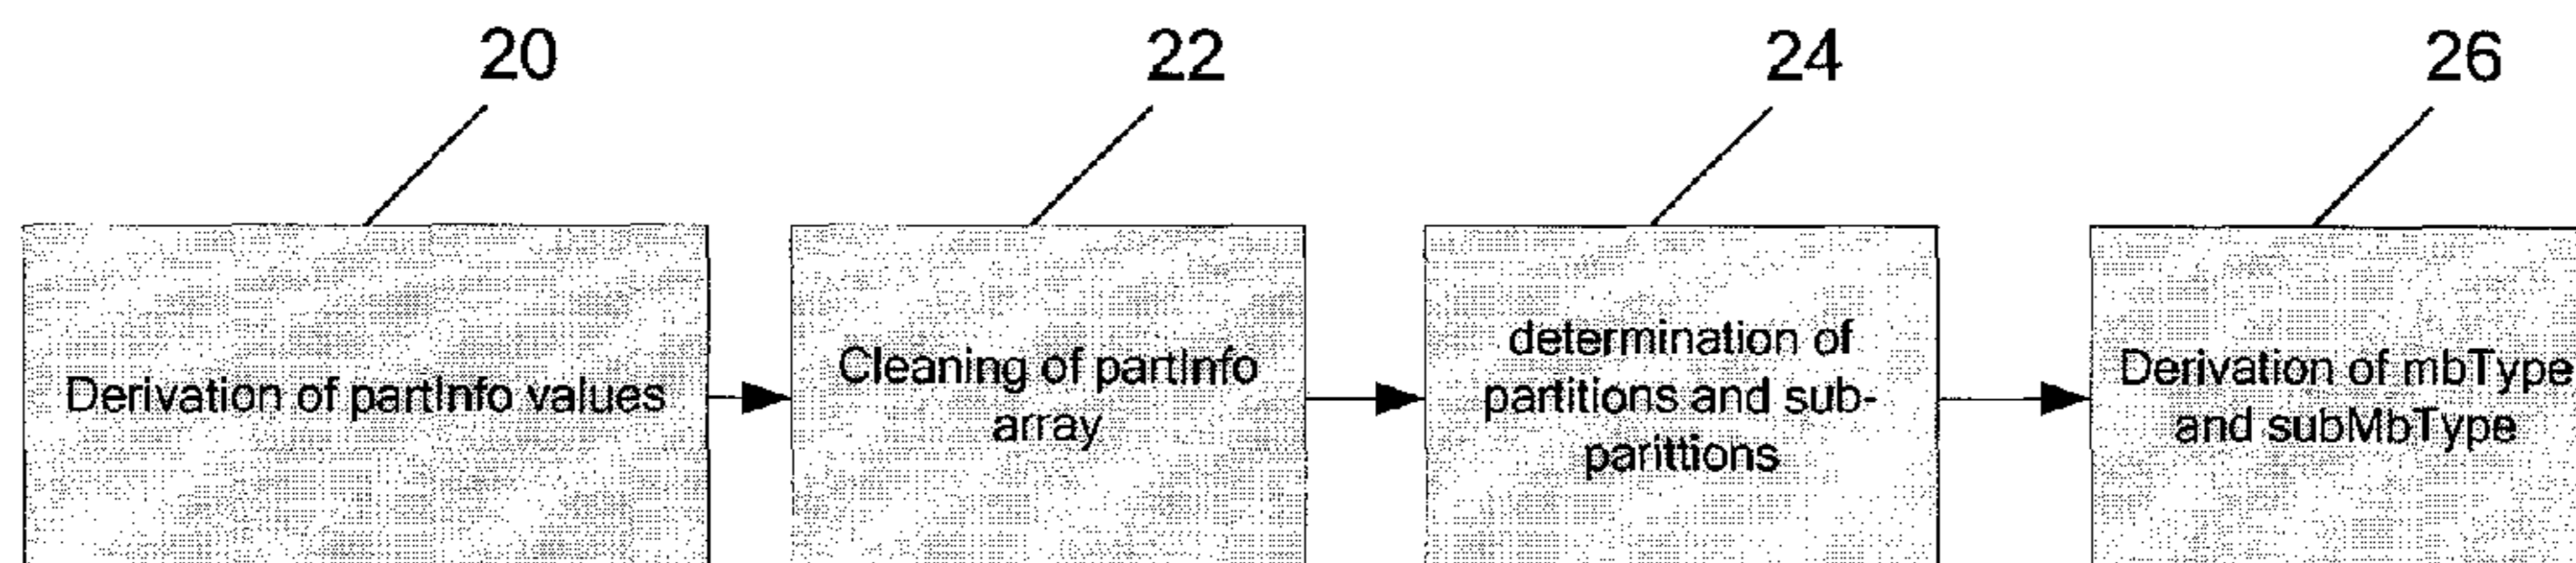 20
22
24
26
Derivation of partInfo values
Cleaning of partInfo
array
determination of
partitions and sub-
parittions
Derivation of mbType
and subMbType